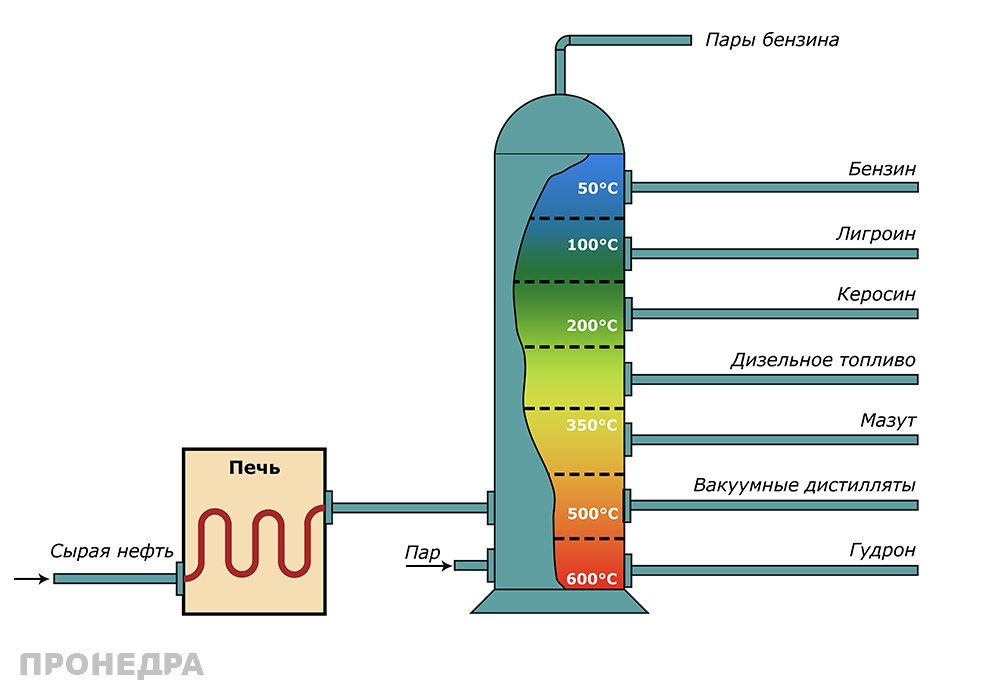 Пары бензина
Бензин
50°C
Лигроин
100°C
Керосин
200°C
Дизельное топливо
Мазут
350°C
Печь
Вакуумные дистилляты
500°C
Сырая нефть
Пар
Гудрон
600°C
ПРОНЕДРА